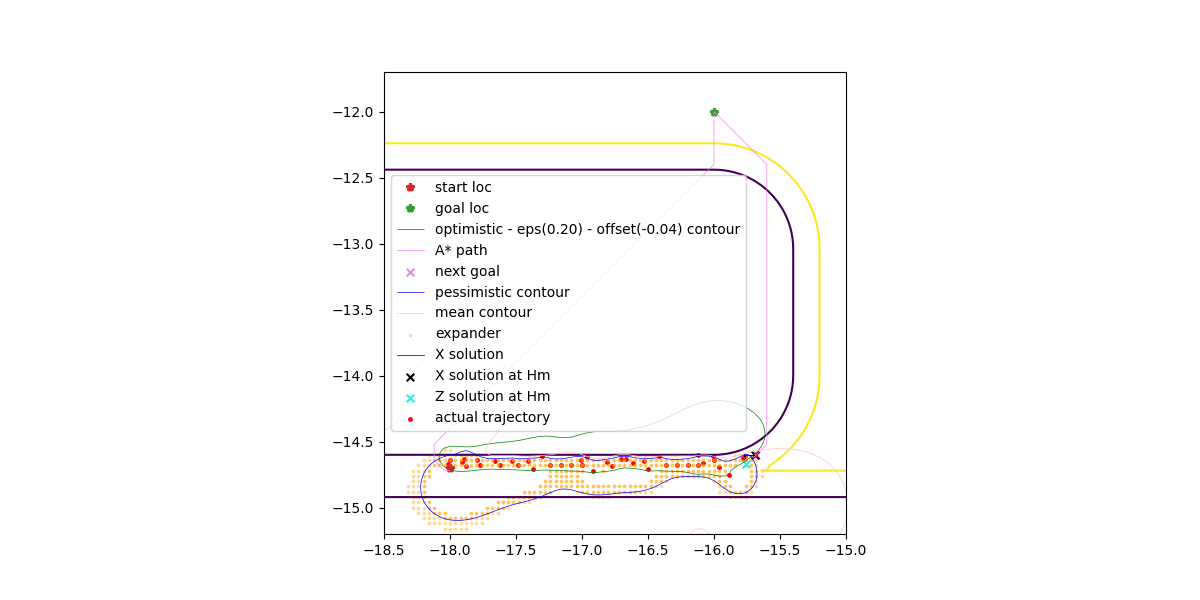 −12.0
−12.5
−13.0
−13.5
−14.0
−14.5
−15.0
start loc
goal loc
optimistic - eps(0.20) - offset(-0.04) contour
A* path
next goal
pessimistic contour
mean contour
expander
X solution
X solution at Hm
Z solution at Hm
actual trajectory
−18.5 −18.0 −17.5 −17.0 −16.5 −16.0 −15.5 −15.0